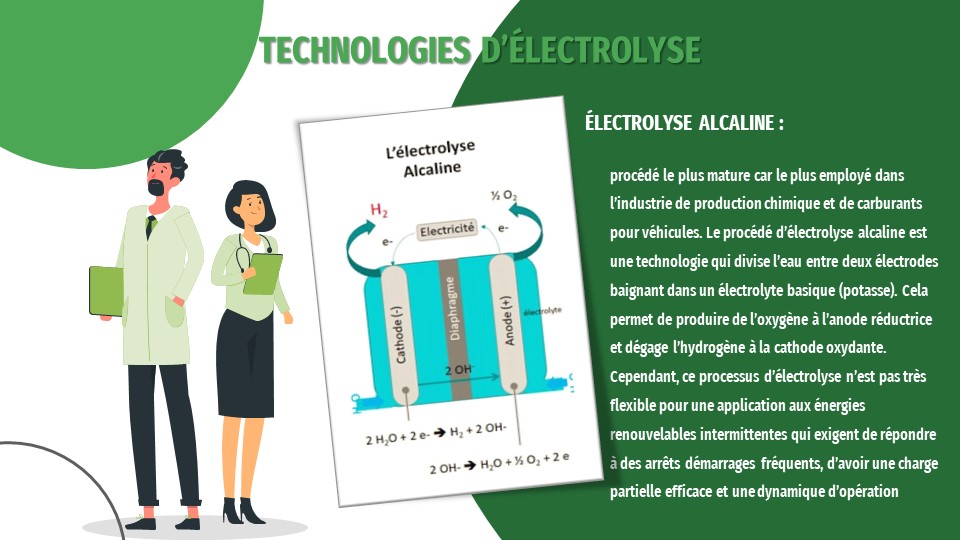 TECHNOLOGIES D'ÉLECTROLYSE
L'électrolyse
Alcaline
H2
½ O2
Electricité
e-
e-
Cathode (-)
Diaphragme
Anode (+)
électrolyte
2 OH-
2 H2O + 2 e- ➔ H2 + 2 OH-
2 OH- ➔ H2O + ½ O2 + 2 e
ÉLECTROLYSE ALCALINE :
procédé le plus mature car le plus employé dans
l'industrie de production chimique et de carburants
pour véhicules. Le procédé d'électrolyse alcaline est
une technologie qui divise l'eau entre deux électrodes
baignant dans un électrolyte basique (potasse). Cela
permet de produire de l'oxygène à l'anode réductrice
et dégage l'hydrogène à la cathode oxydante.
Cependant, ce processus d'électrolyse n'est pas très
flexible pour une application aux énergies
renouvelables intermittentes qui exigent de répondre
à des arrêts démarrages fréquents, d'avoir une charge
partielle efficace et une dynamique d'opération